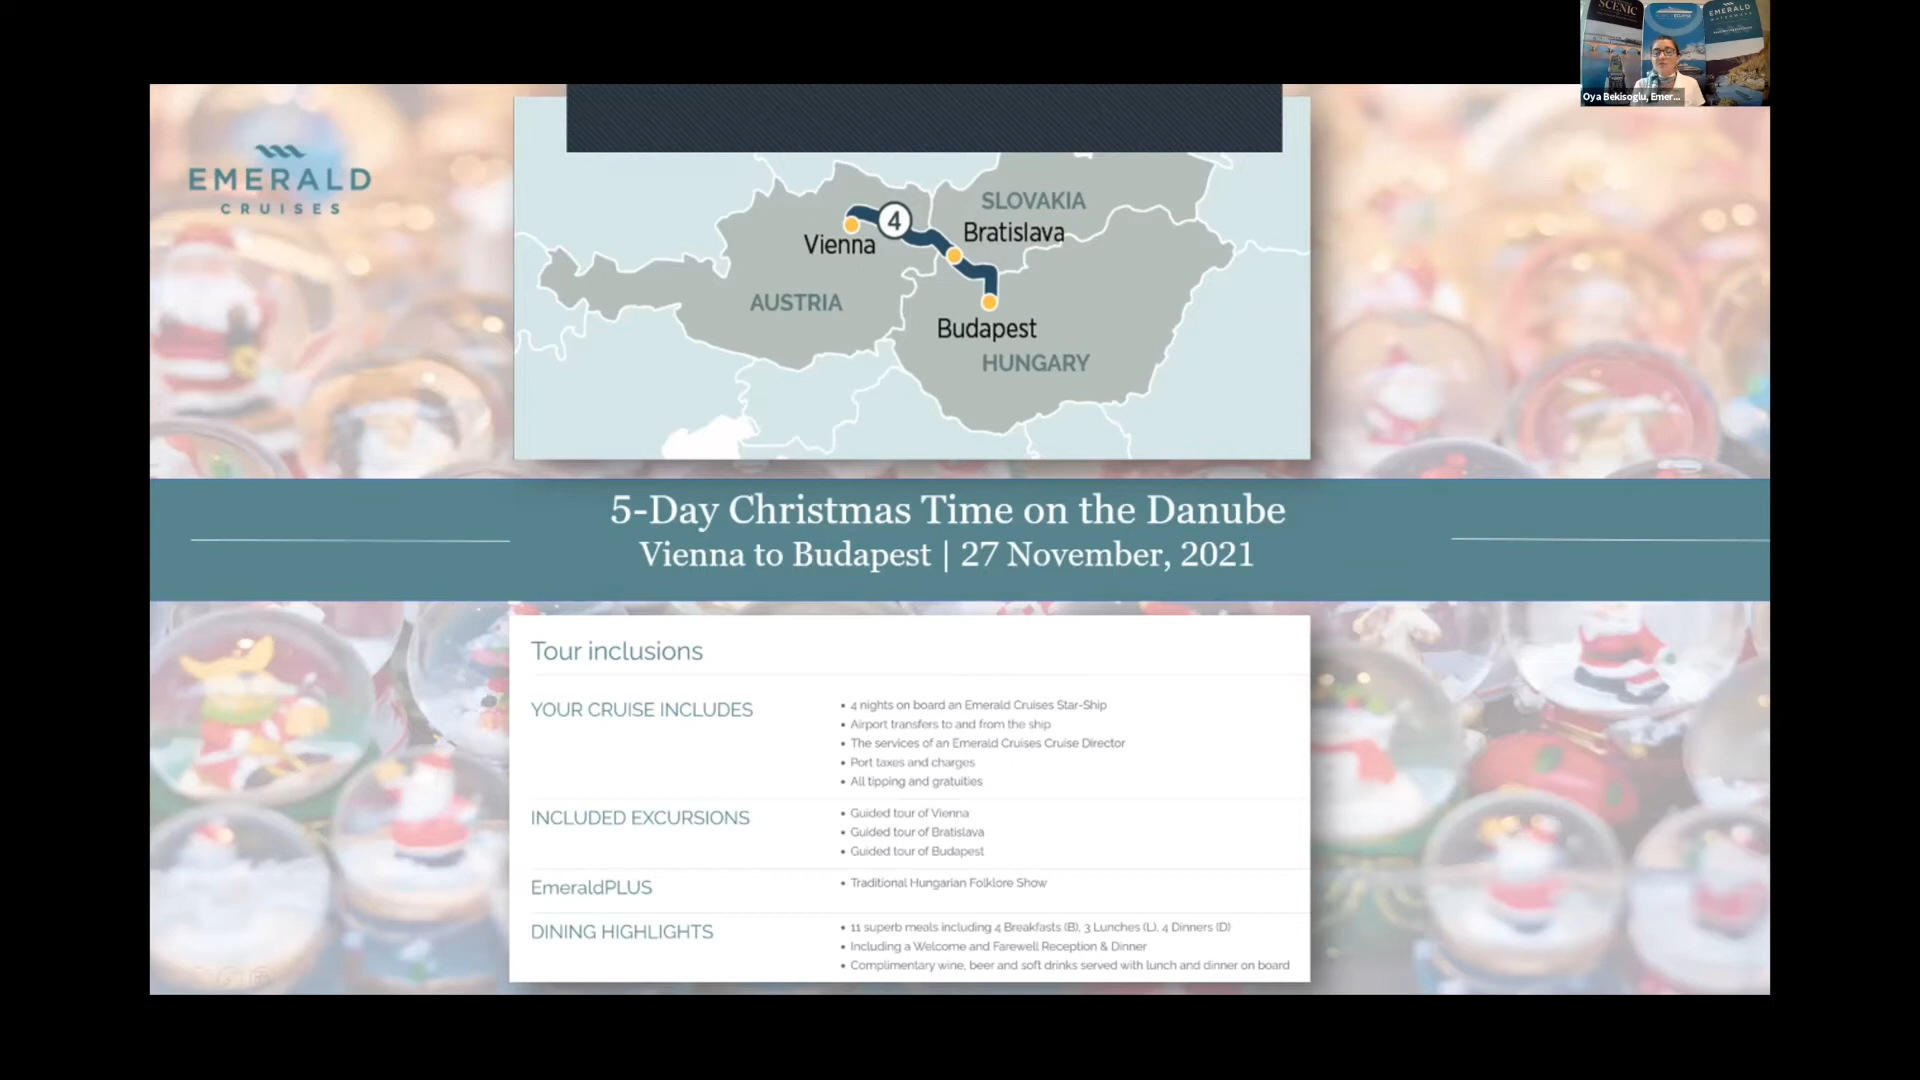 SCENIC
ECLIPSE
EMERALD
Oya Bekisoglu, Emer...
EMERALD
CRUISES
SLOVAKIA
4
Bratislava
Vienna
AUSTRIA
Budapest
HUNGARY
5-Day Christmas Time on the Danube
Vienna to Budapest | 27 November, 2021
Tour inclusions
YOUR CRUISE INCLUDES
• 4 nights on board an Emerald Cruises Star-Ship
• Airport transfers to and from the ship
• The services of an Emerald Cruises Cruise Director
• Port taxes and charges
• All tipping and gratuities
INCLUDED EXCURSIONS
• Guided tour of Vienna
• Guided tour of Bratislava
• Guided tour of Budapest
EmeraldPLUS
• Traditional Hungarian Folklore Show
DINING HIGHLIGHTS
• 11 superb meals including 4 Breakfasts (B), 3 Lunches (L), 4 Dinners (D)
• Including a Welcome and Farewell Reception & Dinner
• Complimentary wine, beer and soft drinks served with lunch and dinner on board